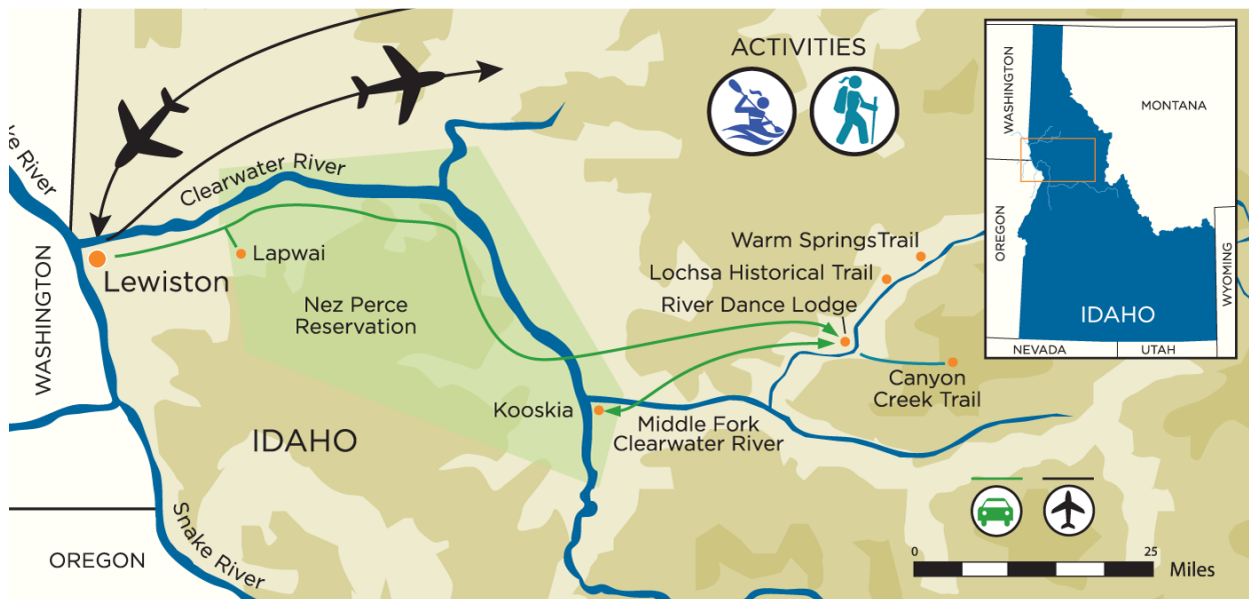 ACTIVITIES
WASHINGTON
MONTANA
OREGON
WYOMING
IDAHO
NEVADA
UTAH
ke River
Clearwater River
Lapwai
Lewiston
WASHINGTON
Nez Perce
Reservation
Warm SpringsTrail
Lochsa Historical Trail
River Dance Lodge
Canyon
Creek Trail
Kooskia
Middle Fork
Clearwater River
IDAHO
Snake River
OREGON
0
25
Miles